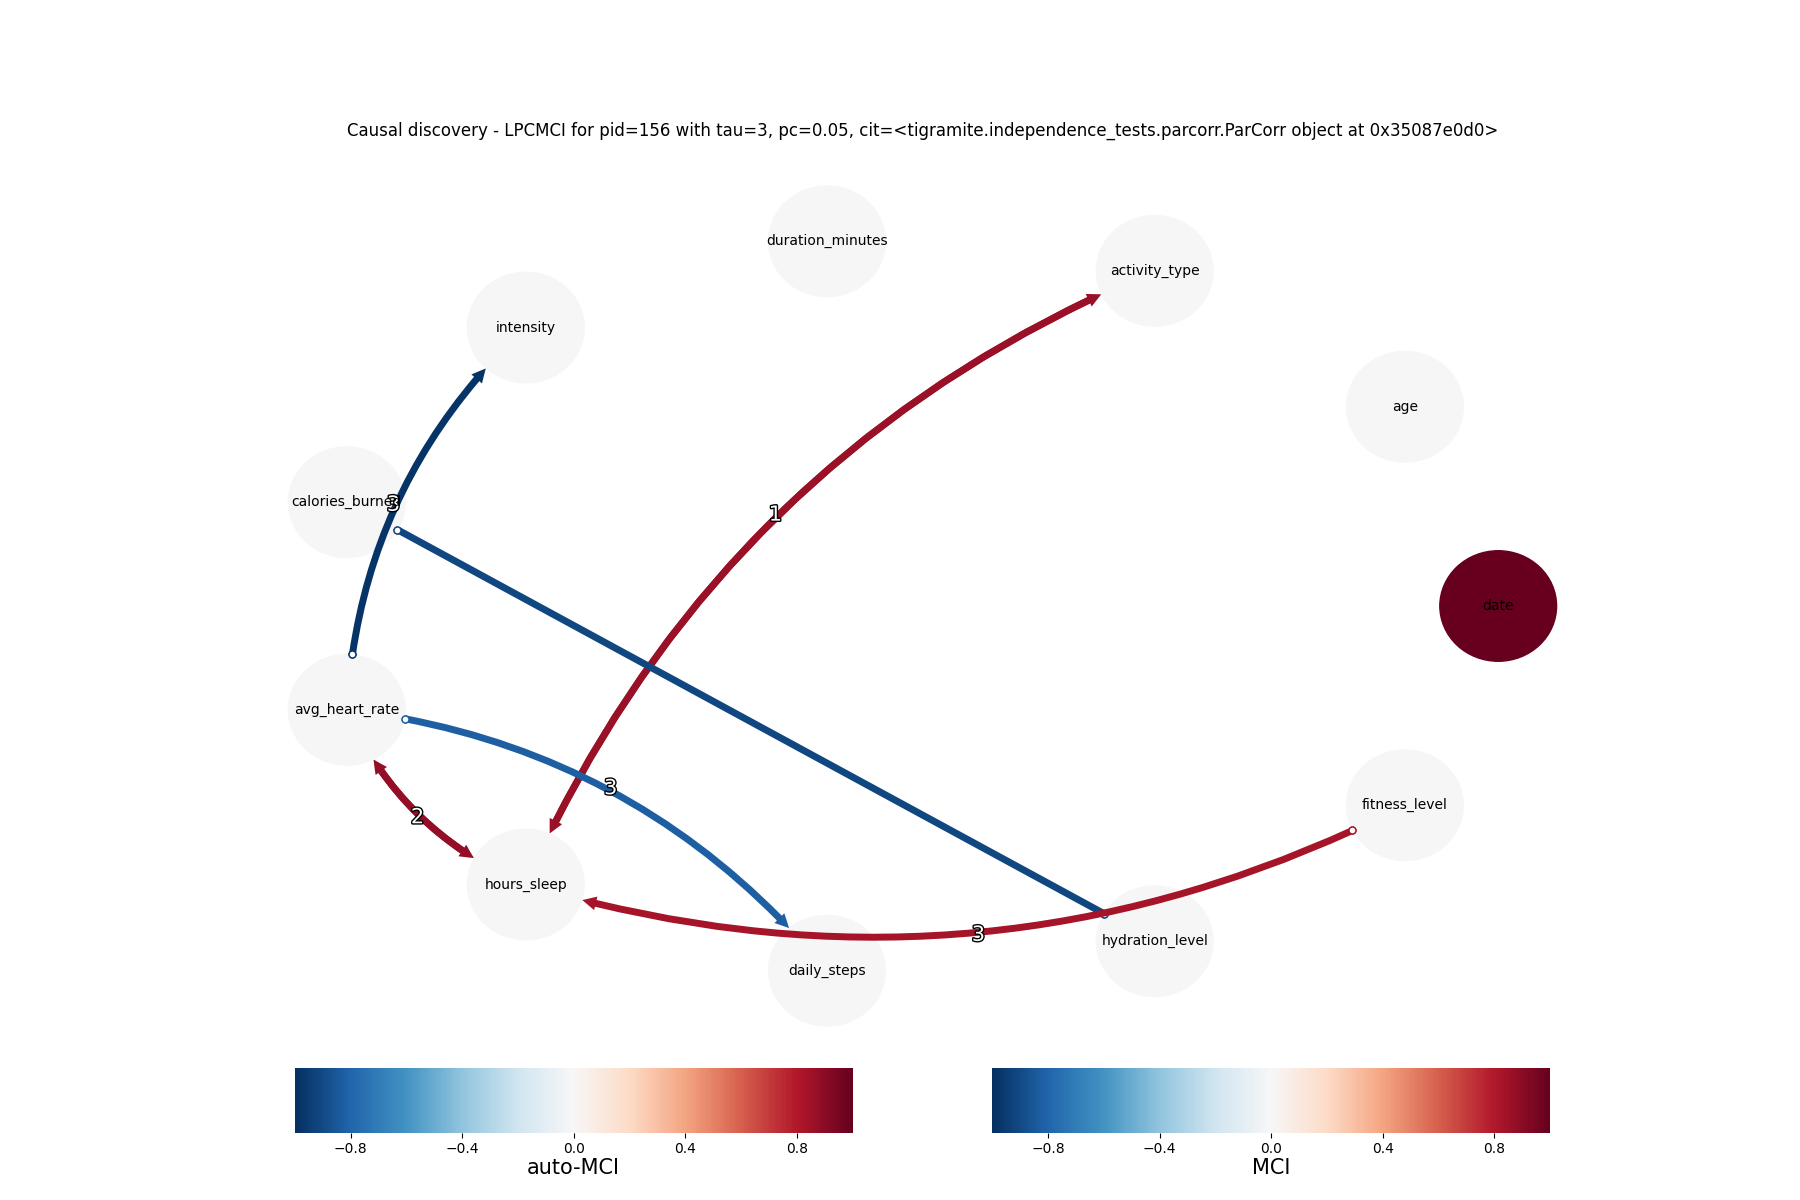 Causal discovery - LPCMCI for pid=156 with tau=3, pc=0.05, cit=<tigramite.independence_tests.parcorr.ParCorr object at 0x35087e0d0>
duration_minutes
activity_type
intensity
age
calories_burned
3
1
date
avg_heart_rate
3
2
fitness_level
hours_sleep
3
hydration_level
daily_steps
−0.8 −0.4 0.0 0.4 0.8
auto-MCI
−0.8 −0.4 0.0 0.4 0.8
MCI